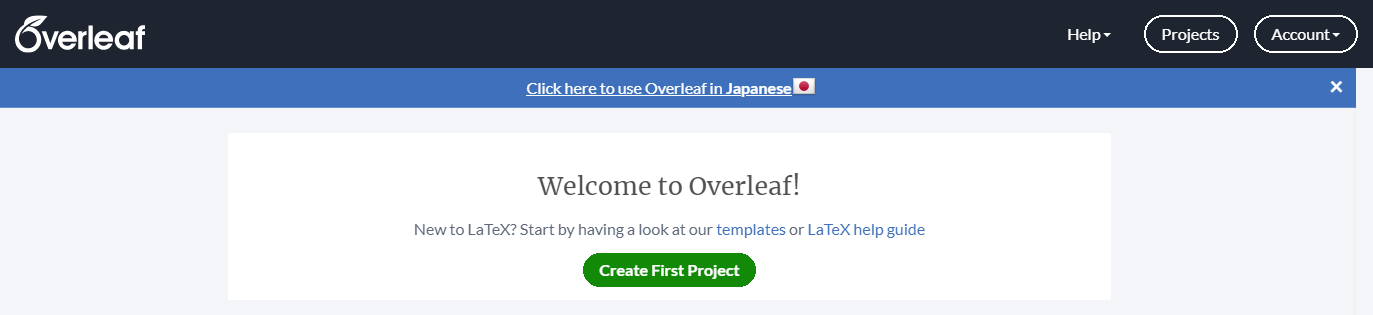 Overleaf
Help
Projects
Account
Click here to use Overleaf in Japanese
Welcome to Overleaf!
New to LaTeX? Start by having a look at our templates or LaTeX help guide
Create First Project